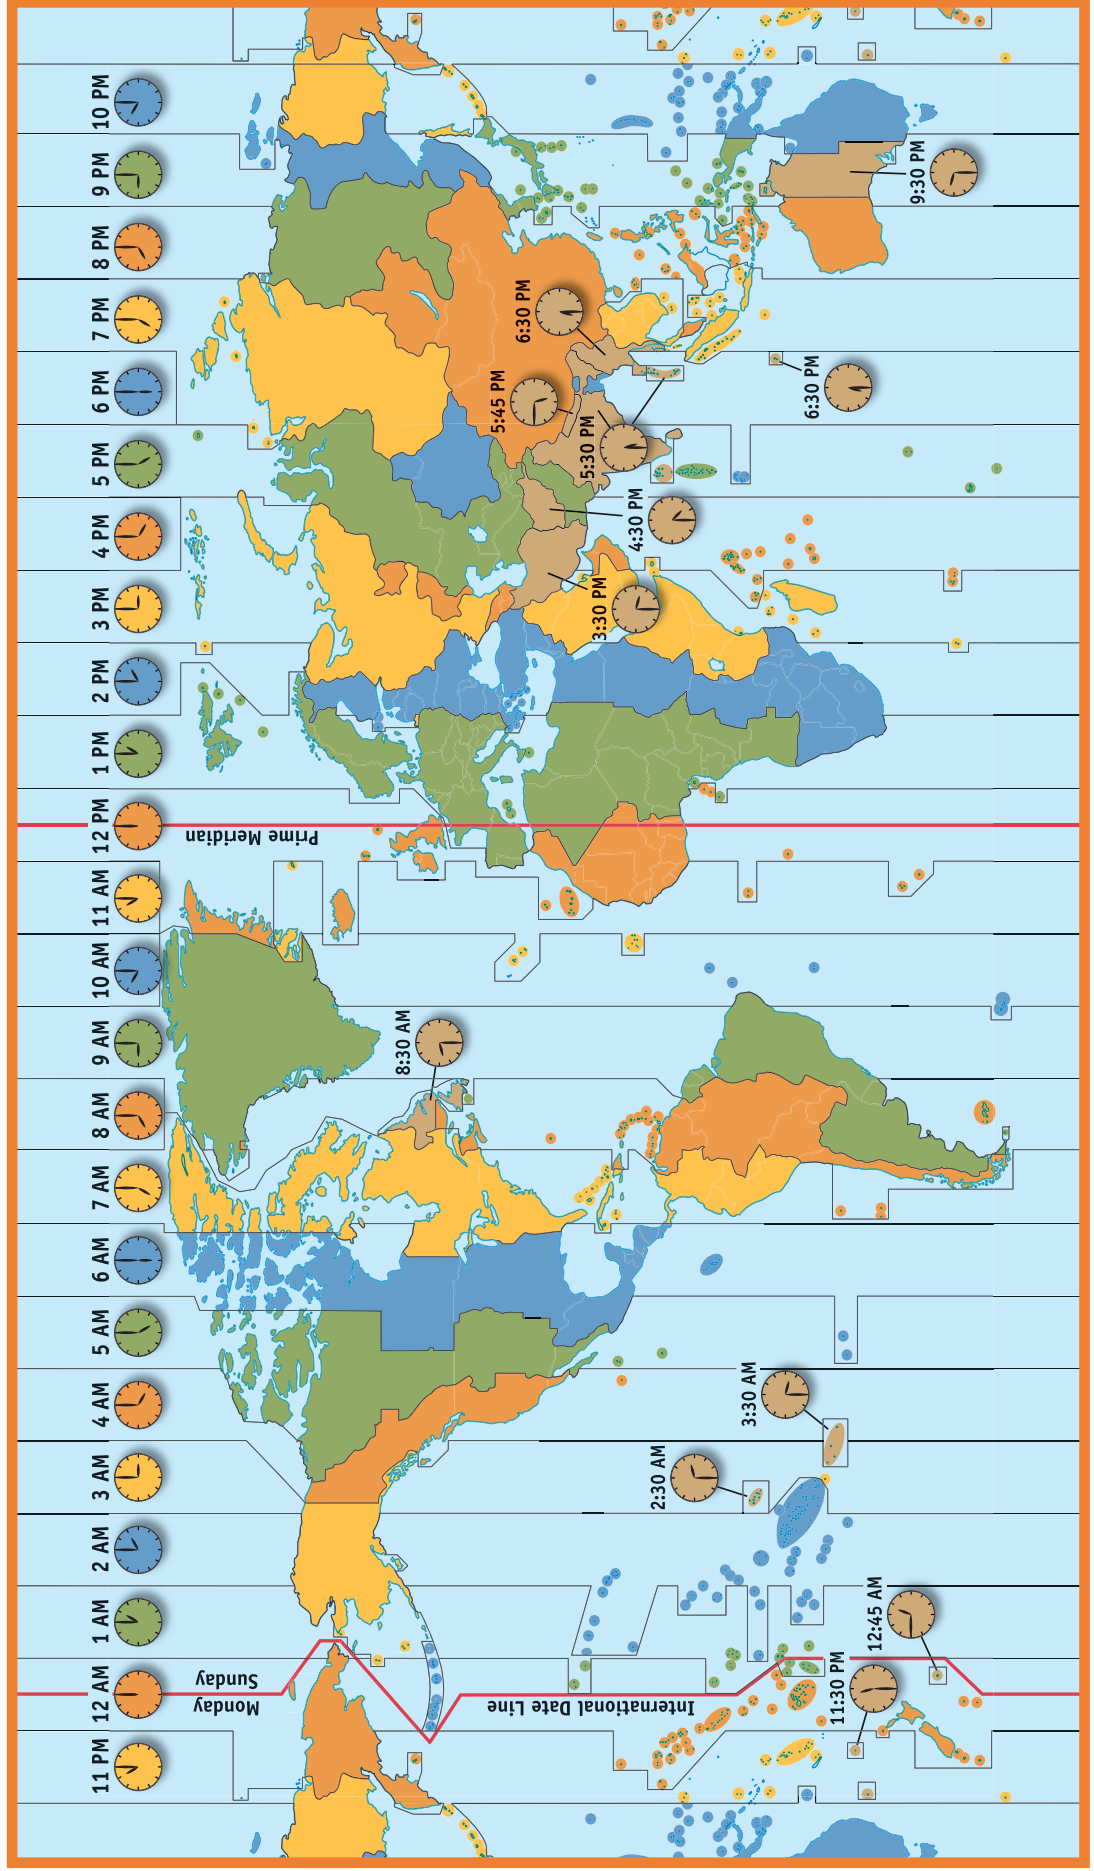 11 PM
12 AM
1 AM
2 AM
3 AM
4 AM
5 AM
6 AM
7 AM
8 AM
9 AM
10 AM
11 AM
12 PM
1 PM
2 PM
3 PM
4 PM
5 PM
6 PM
7 PM
8 PM
9 PM
10 PM
Monday
Sunday
Prime Meridian
8:30 AM
International Date Line
5:45 PM
6:30 PM
5:30 PM
3:30 PM
4:30 PM
2:30 AM
3:30 AM
6:30 PM
11:30 PM
12:45 AM
9:30 PM